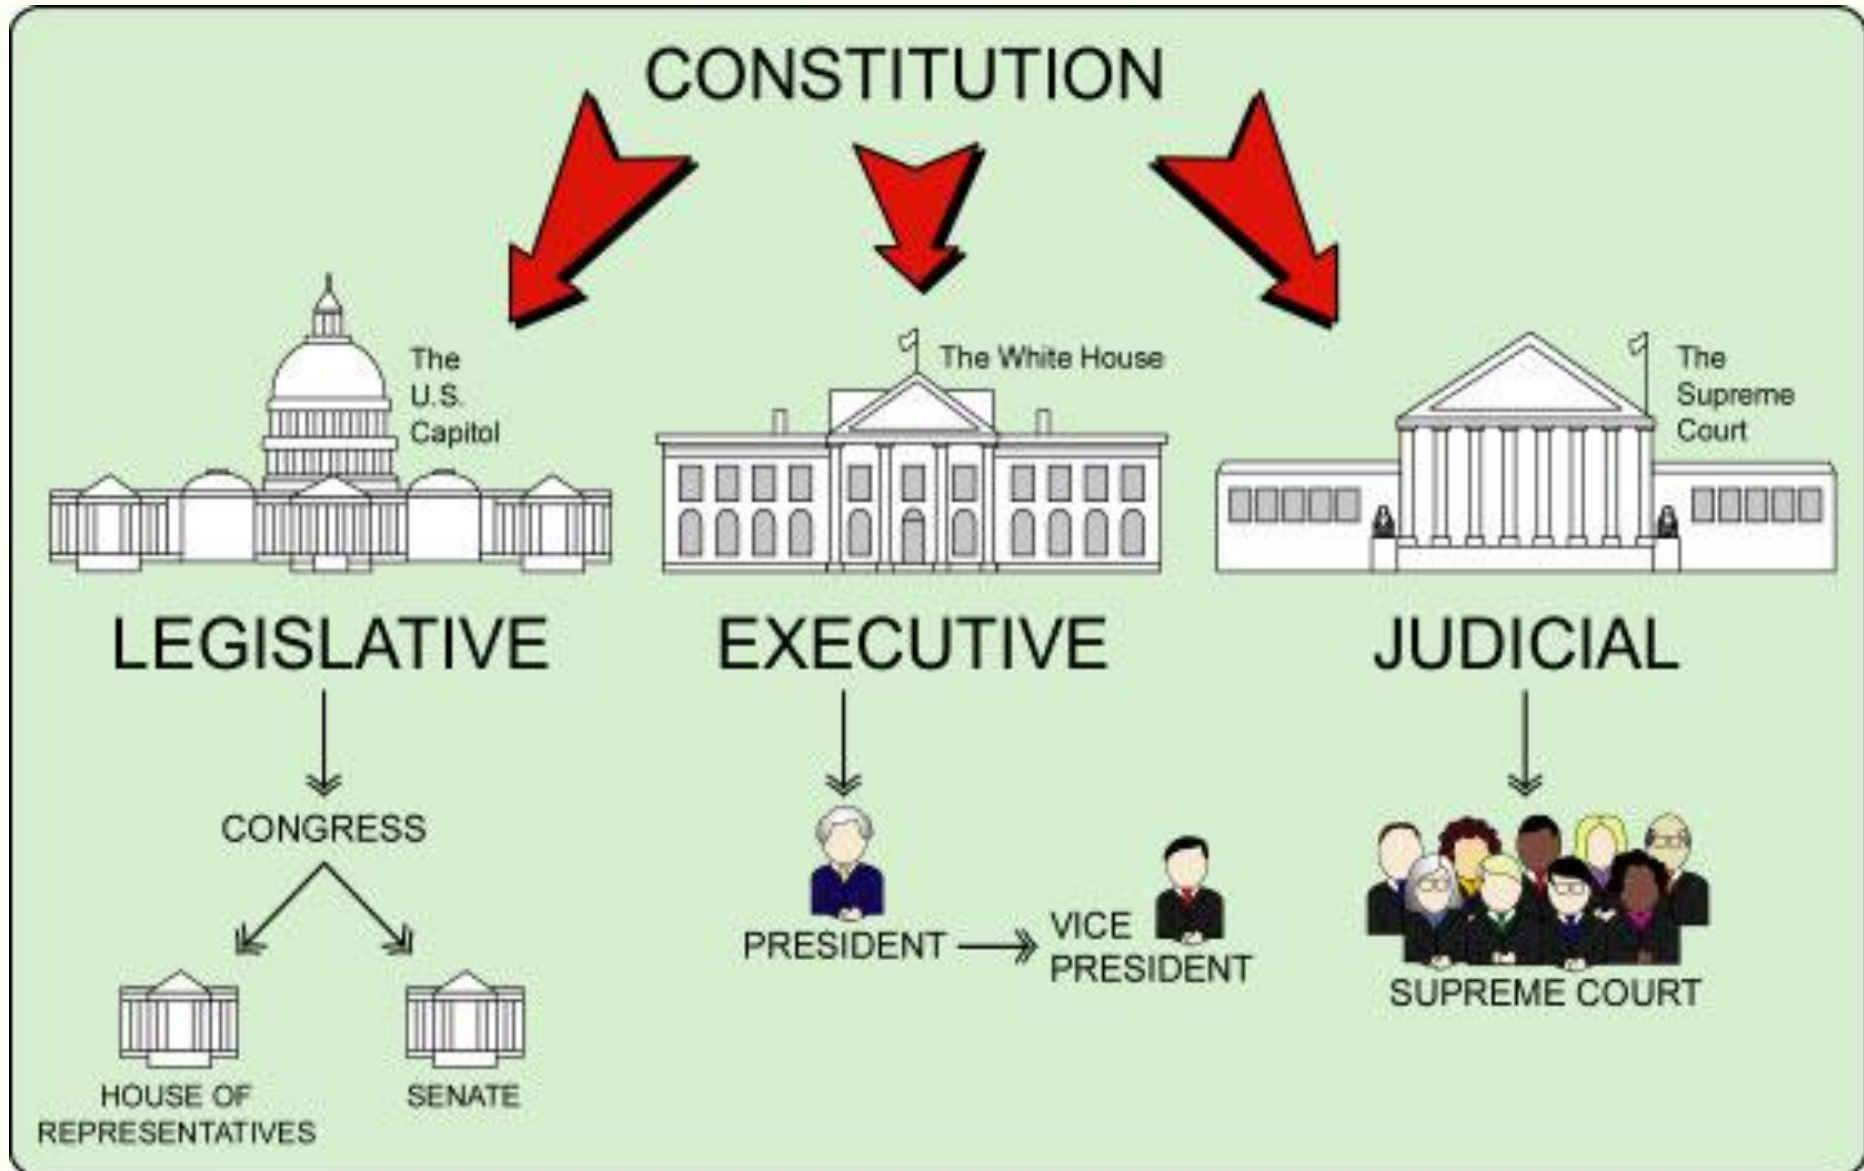 CONSTITUTION
The
U.S.
Capitol
The White House
The
Supreme
Court
LEGISLATIVE
EXECUTIVE
JUDICIAL
CONGRESS
PRESIDENT
VICE
PRESIDENT
SUPREME COURT
HOUSE OF
REPRESENTATIVES
SENATE